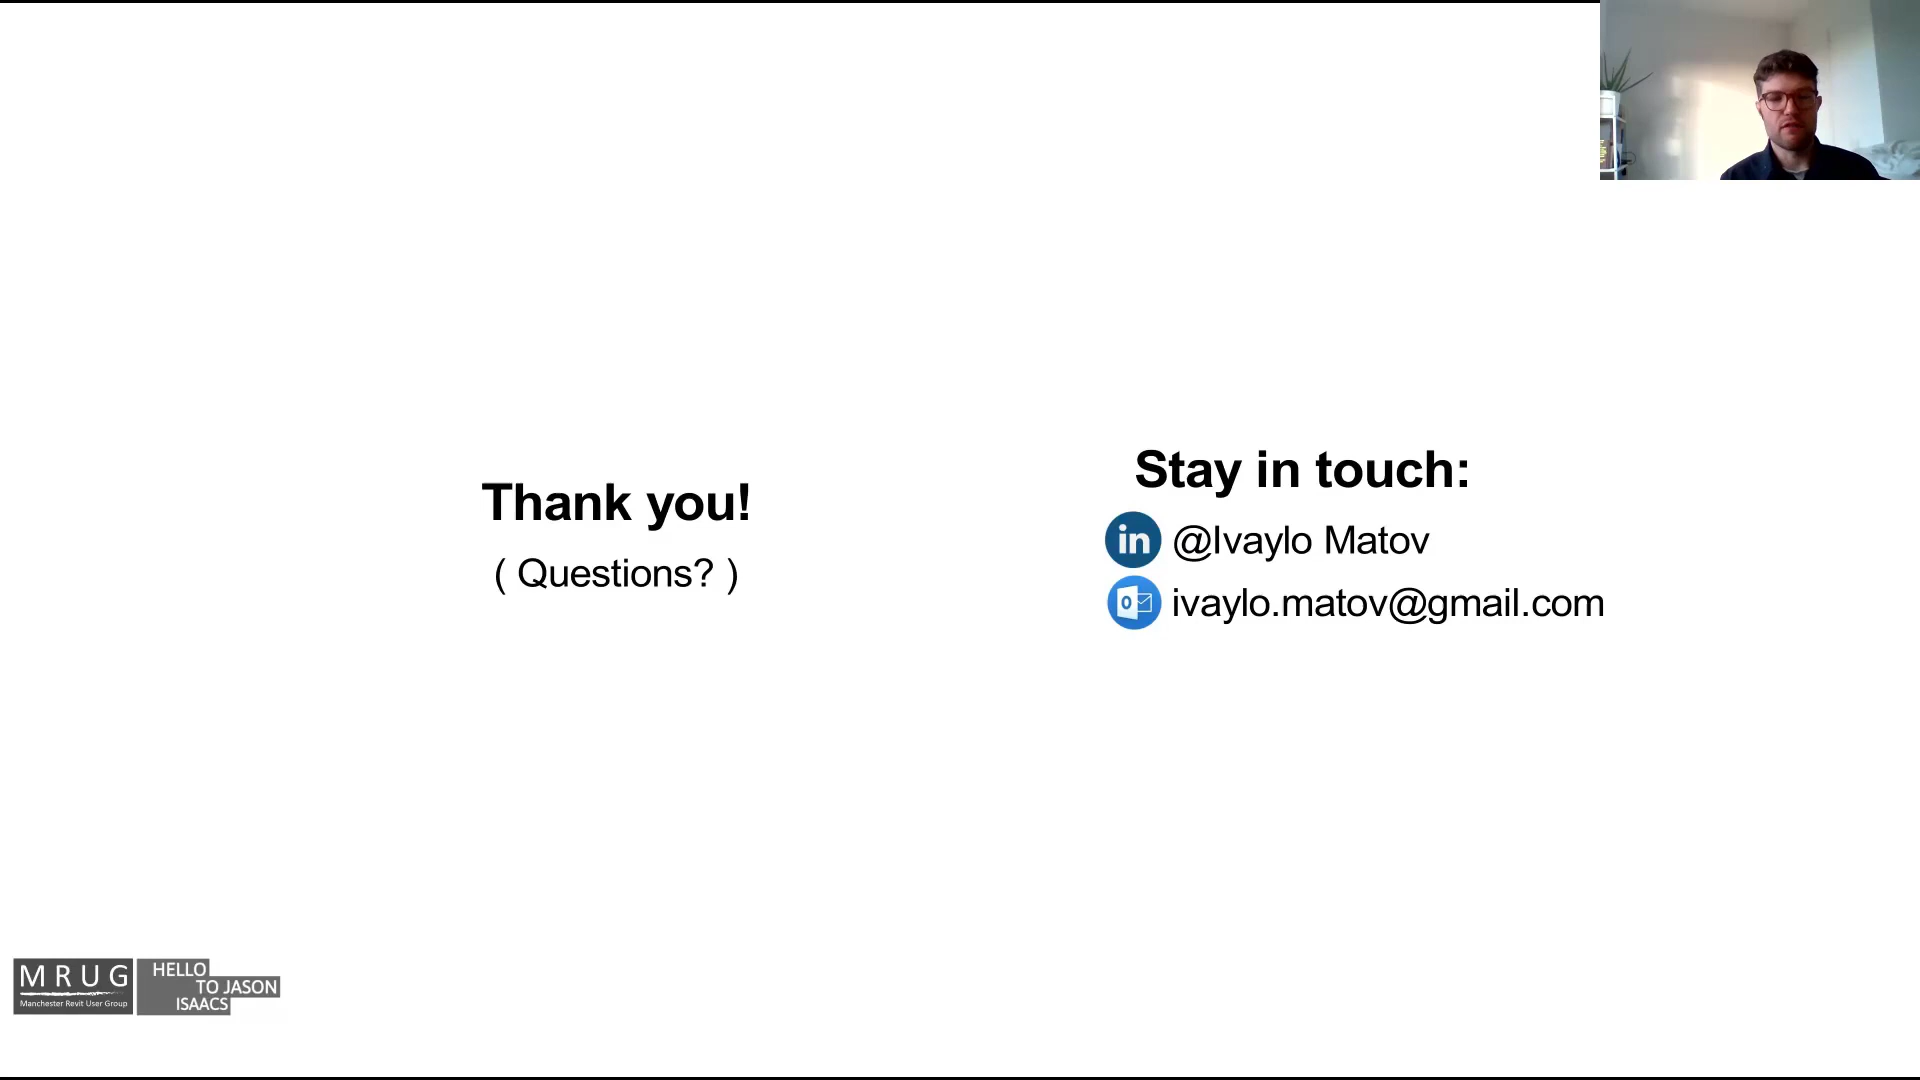 Thank you!
( Questions? )
Stay in touch:
in @Ivaylo Matov
ivaylo.matov@gmail.com
MRUG
Manchester Revit User Group
HELLO
TO JASON
ISAACS